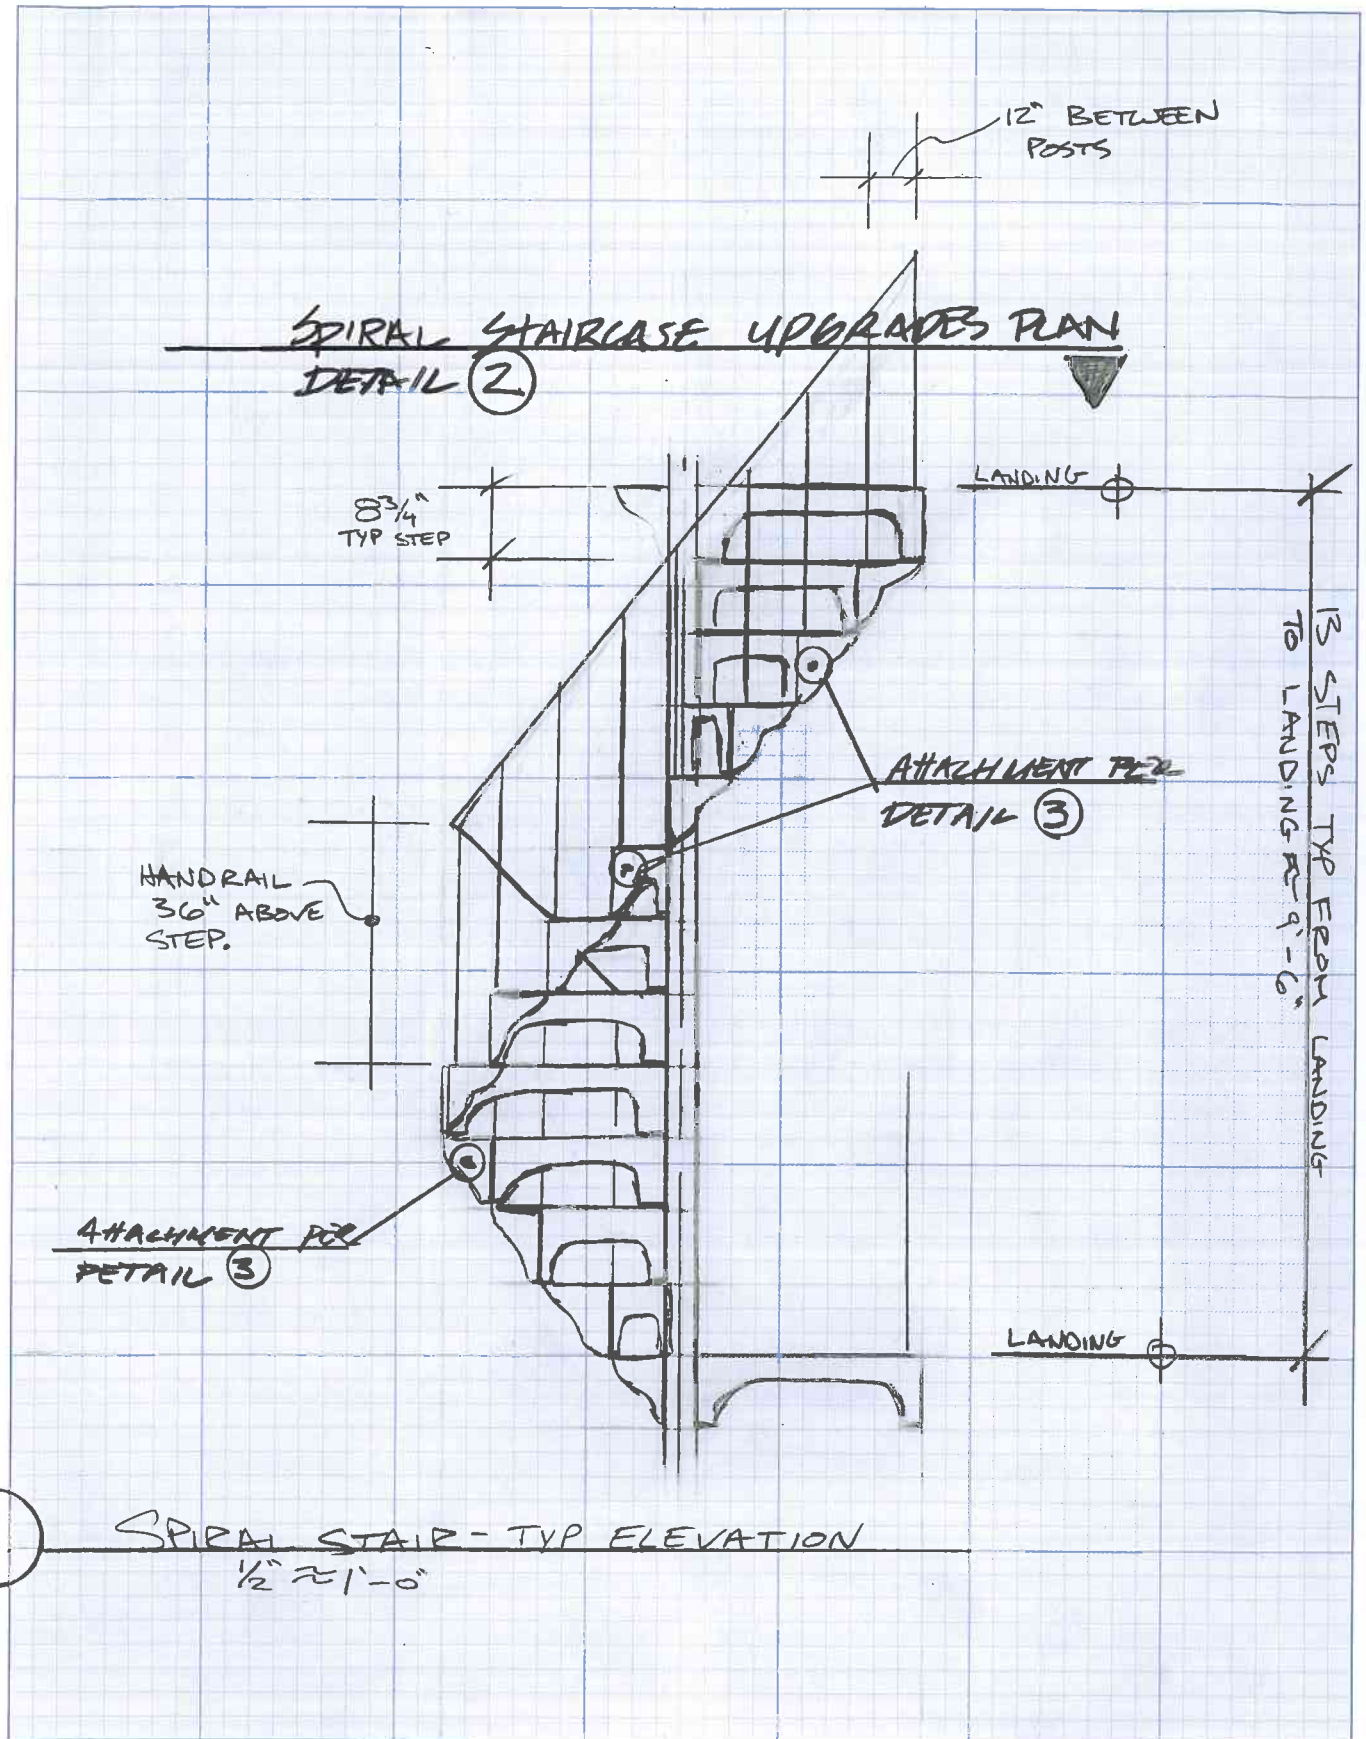 12" BETWEEN
POSTS
SPIRAL STAIRCASE UPGRADES PLAN
DETAIL 2
LANDING
8 3/4"
TYP STEP
13 STEPS TYP FROM LANDING
TO LANDING 9'-6"
ATTACHMENT PER
DETAIL 3
HANDRAIL
36" ABOVE
STEP.
ATTACHMENT PER
DETAIL 3
LANDING
SPIRAL STAIR - TYP ELEVATION
1/2" ≈ 1'-0"